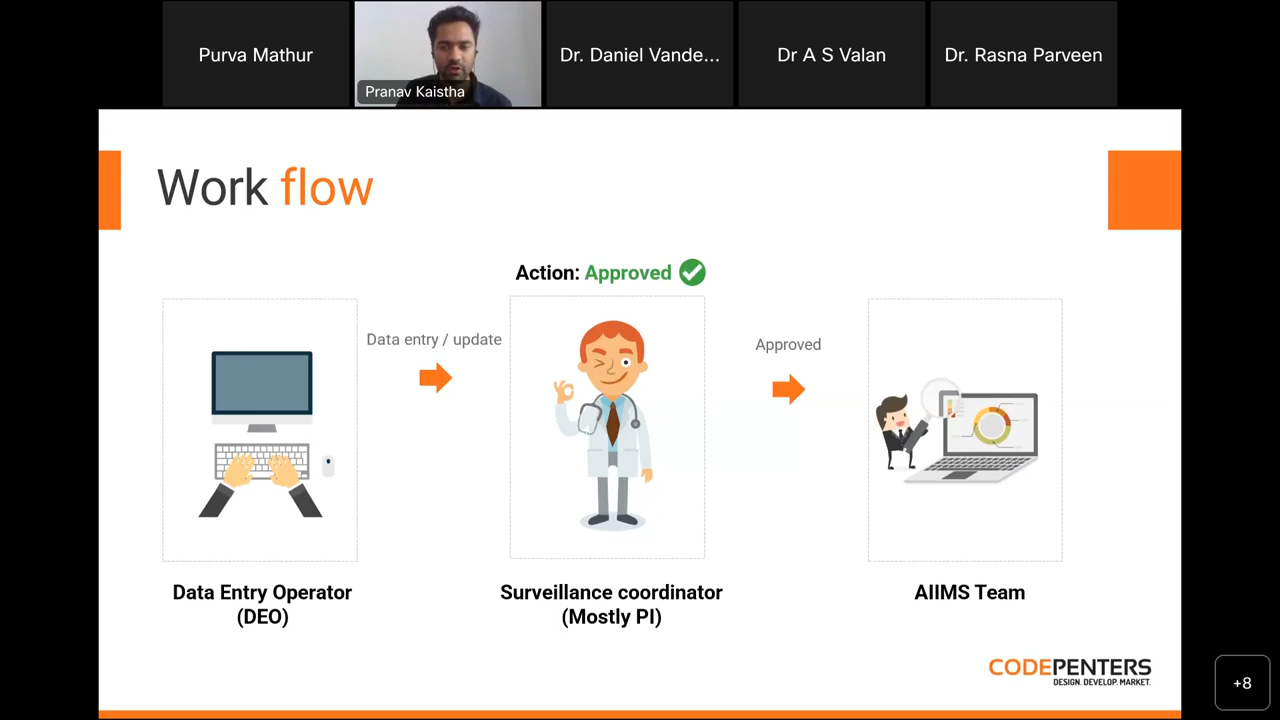 Purva Mathur
Pranav Kaistha
Dr. Daniel Vande...
Dr A S Valan
Dr. Rasna Parveen
Work flow
Action: Approved
Data entry / update
Approved
Data Entry Operator
(DEO)
Surveillance coordinator
(Mostly PI)
AIIMS Team
CODEPENTERS
DESIGN. DEVELOP. MARKET.
+8